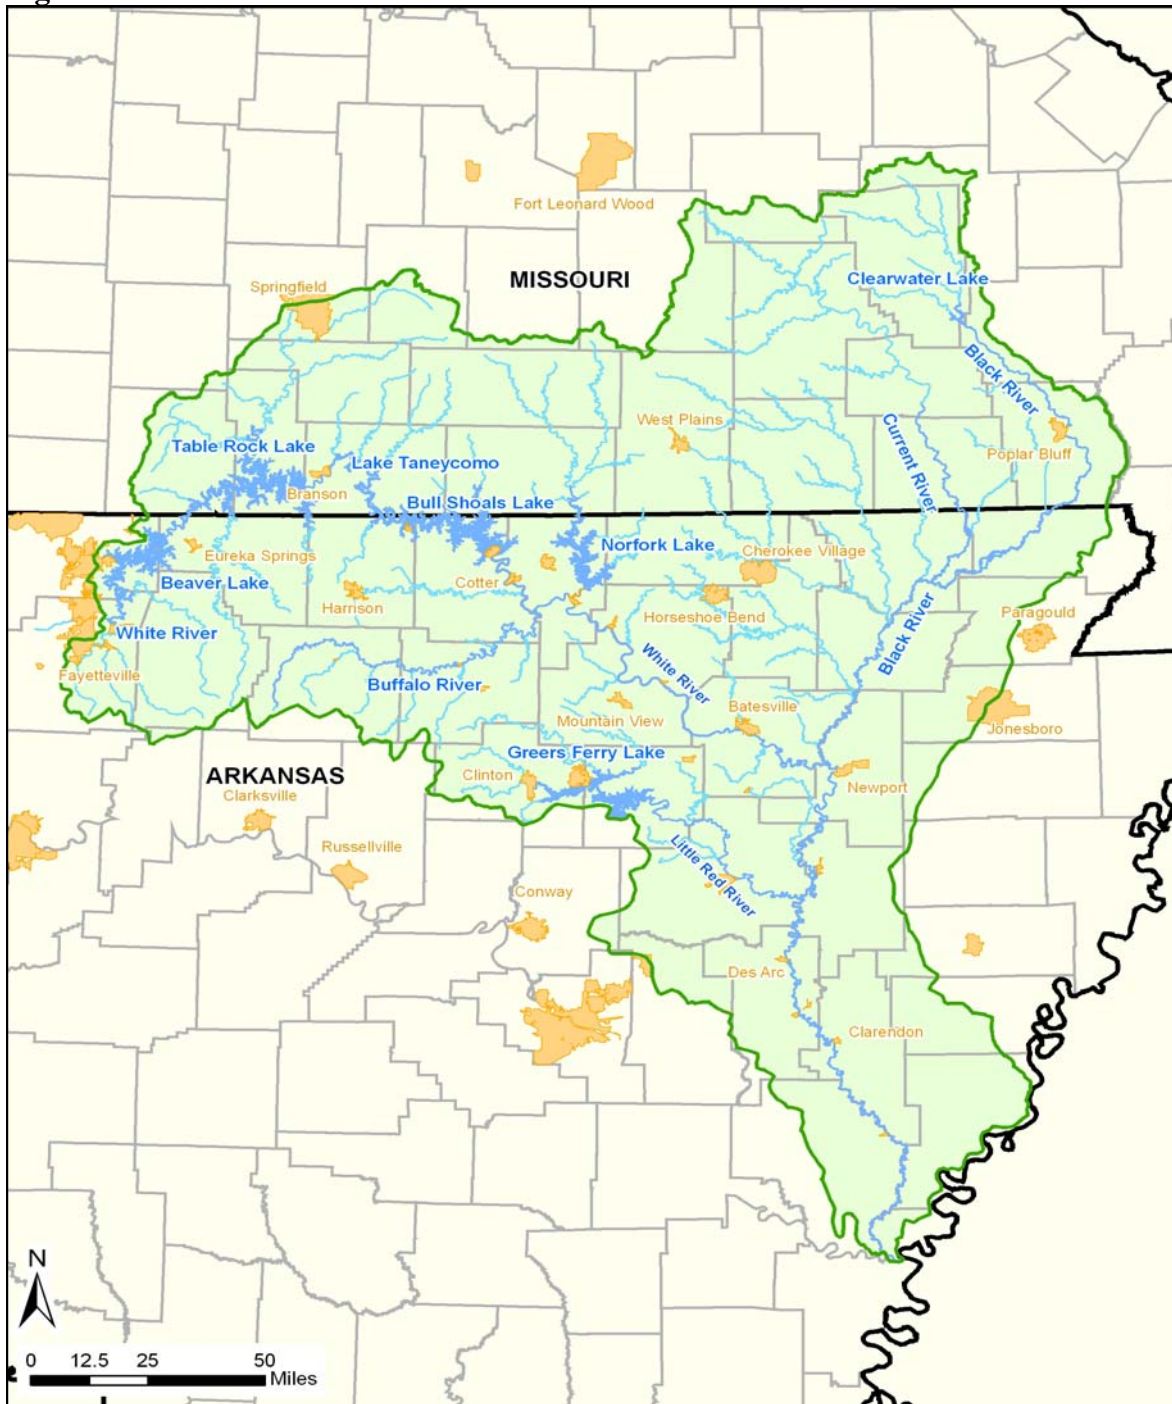 Fort Leonard Wood
MISSOURI
Clearwater Lake
Springfield
Black River
West Plains
Current River
Poplar Bluff
Table Rock Lake
Lake Taneycomo
Branson
Bull Shoals Lake
Norfork Lake
Cherokee Village
Eureka Springs
Beaver Lake
Cotter
Harrison
Horseshoe Bend
Paragould
White River
Black River
Fayetteville
Buffalo River
White River
Mountain View
Batesville
Jonesboro
Greers Ferry Lake
ARKANSAS
Clinton
Newport
Clarksville
Russellville
Little Red River
Conway
Des Arc
Clarendon
N
0 12.5 25 50
Miles